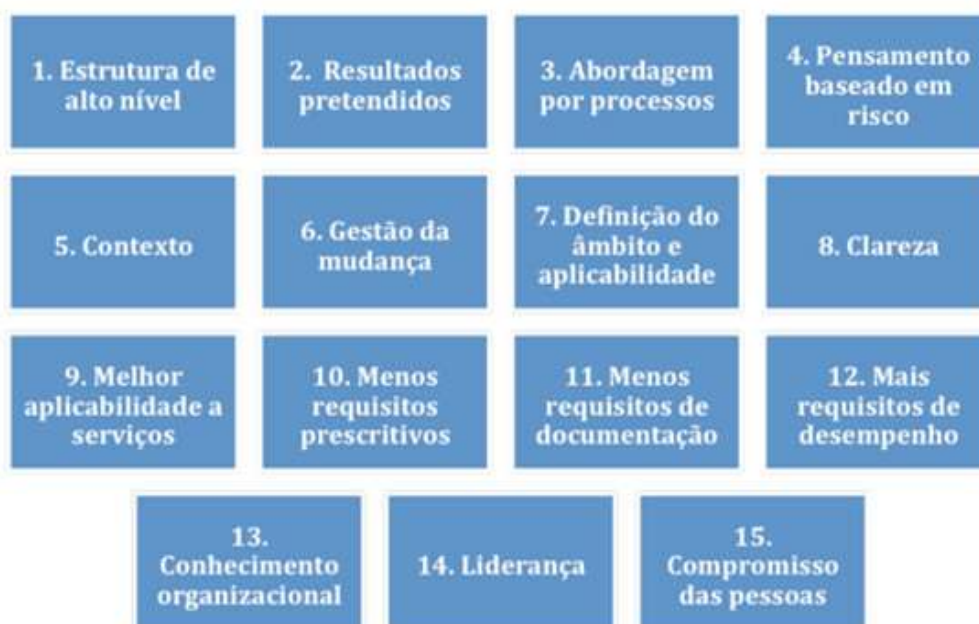 1. Estrutura de
alto nível
2. Resultados
pretendidos
3. Abordagem
por processos
4. Pensamento
baseado em
risco
5. Contexto
6. Gestão da
mudança
7. Definição do
âmbito e
aplicabilidade
8. Clareza
9. Melhor
aplicabilidade a
serviços
10. Menos
requisitos
prescritivos
11. Menos
requisitos de
documentação
12. Mais
requisitos de
desempenho
13.
Conhecimento
organizacional
14. Liderança
15.
Compromisso
das pessoas